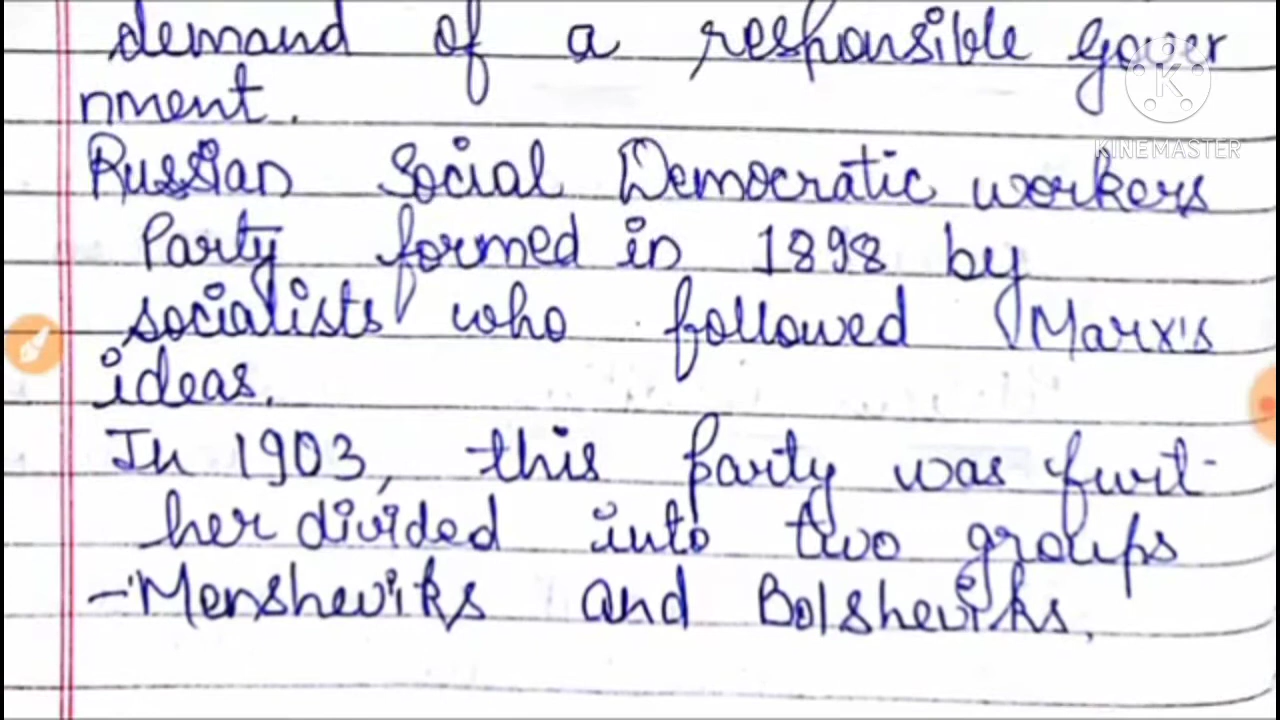 demand of a responsible gover
nment.
Russian Social Democratic workers
Party formed in 1898 by
socialists who followed Marx's
ideas.
In 1903, this party was furt-
her divided into two groups
-Mensheviks and Bolsheviks.
K
KINEMASTER